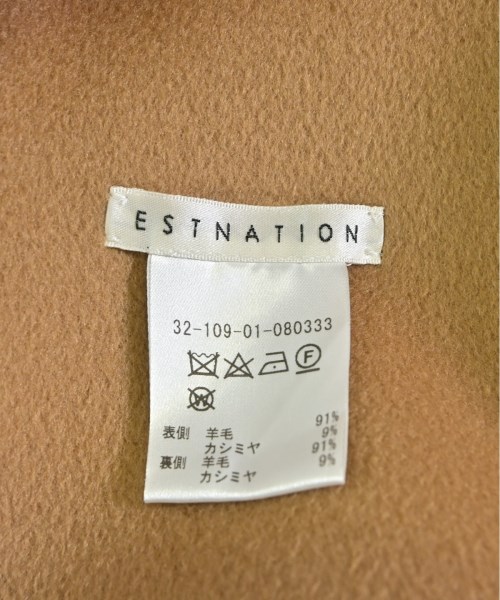 ESTNATION
32-109-01-080333
表側 羊毛 91%
カシミヤ 9%
裏側 羊毛 91%
カシミヤ 9%